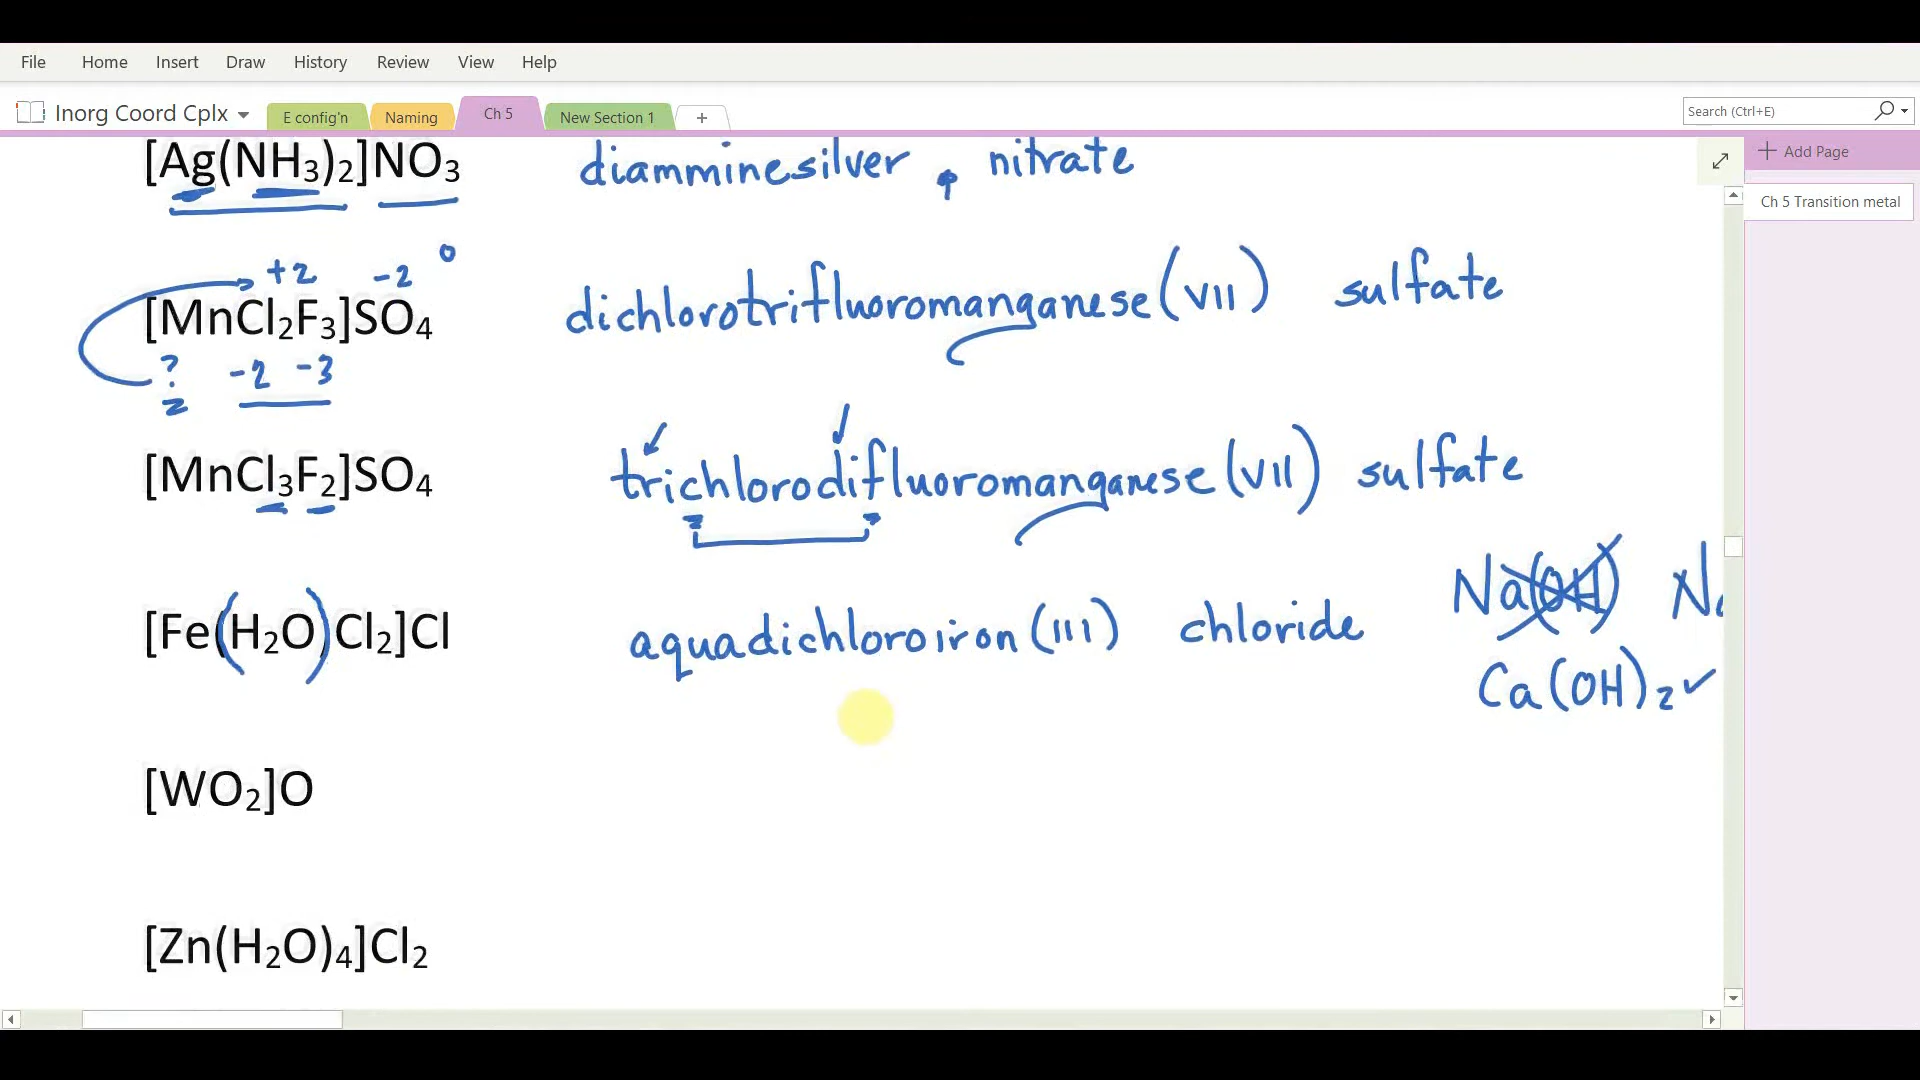 File Home Insert Draw History Review View Help
Inorg Coord Cplx E config'n Naming Ch 5 New Section 1 + Search (Ctrl+E)
Add Page
Ch 5 Transition metal
[Ag(NH₃)₂]NO₃ diamminesilver nitrate
+2 -2 0
[MnCl₂F₃]SO₄ dichlorotrifluoromanganese (VII) sulfate
? -2 -3
[MnCl₃F₂]SO₄ trichlorodifluoromanganese (VII) sulfate
Na(OH)
[Fe(H₂O)Cl₂]Cl aquadichloroiron (III) chloride
Ca(OH)₂ ✓
[WO₂]O
[Zn(H₂O)₄]Cl₂